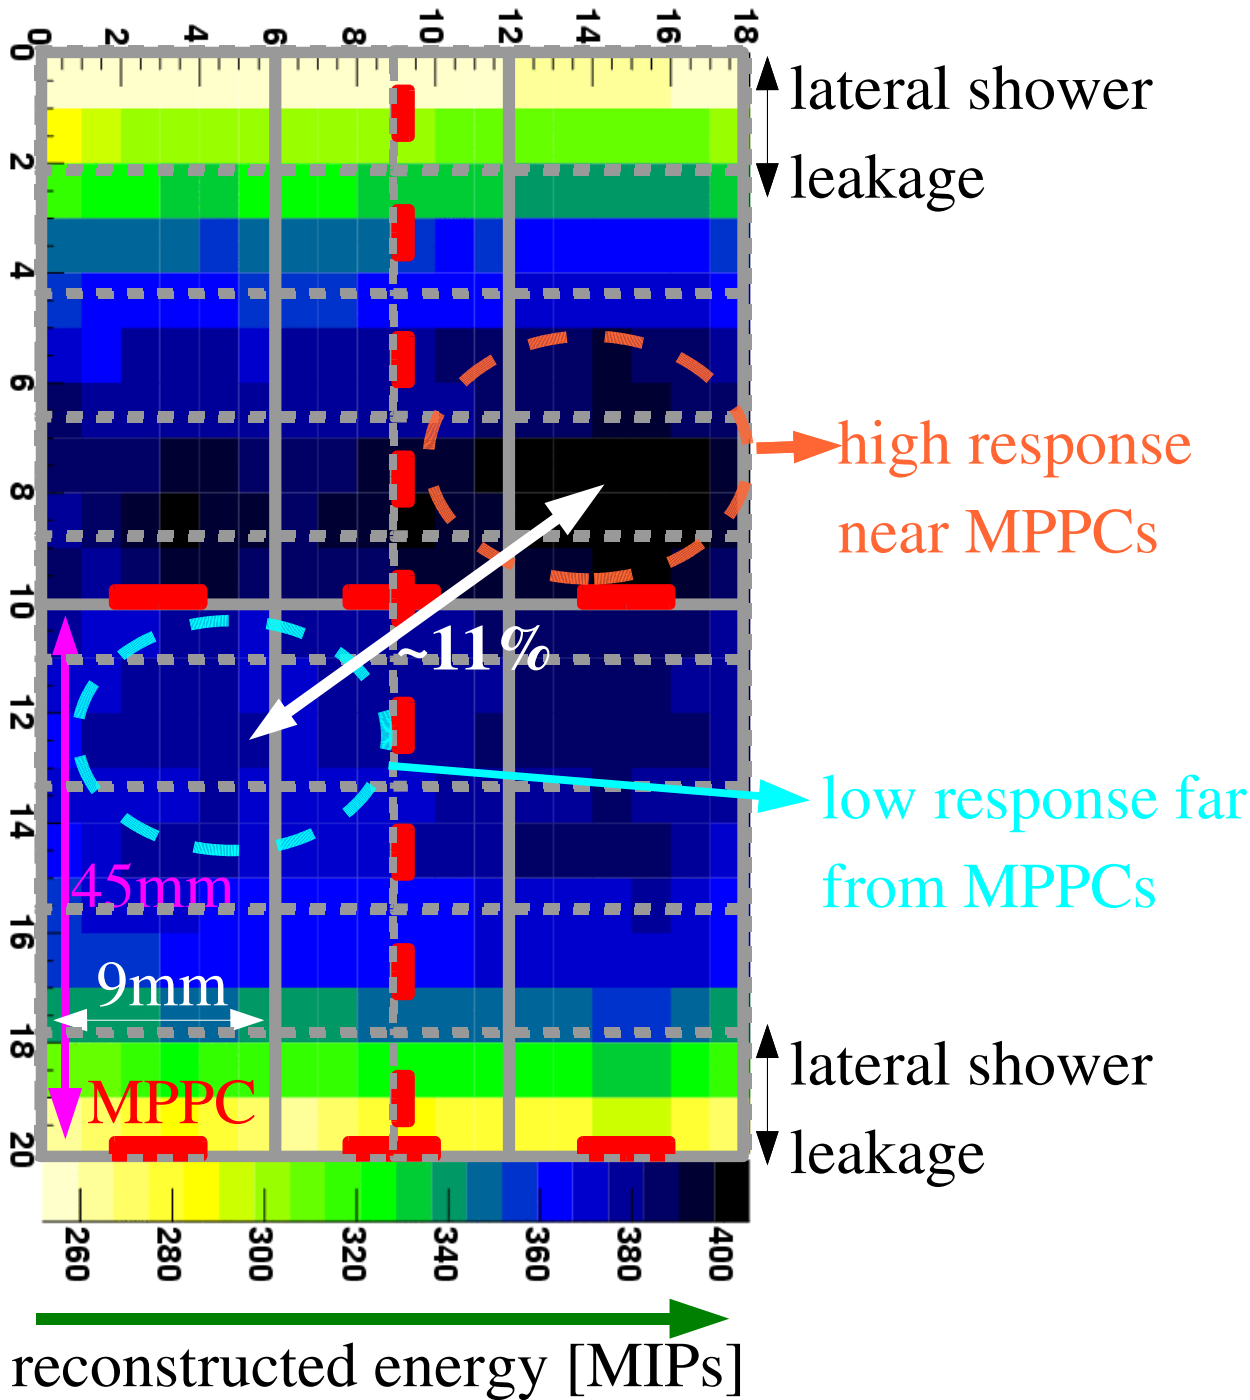 0 2 4 6 8 10 12 14 16 18
0
2
4
6
8
10
12
14
16
18
20
lateral shower
leakage
high response
near MPPCs
~11%
low response far
from MPPCs
45mm
9mm
MPPC
lateral shower
leakage
260 280 300 320 340 360 380 400
reconstructed energy [MIPs]